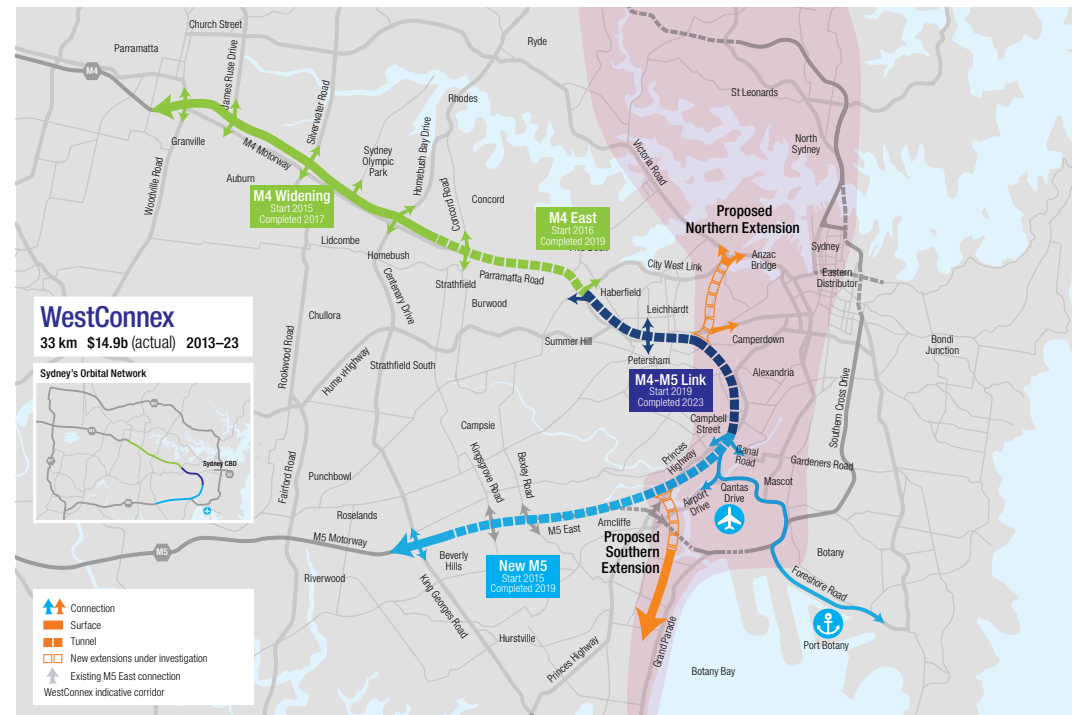 Church Street
Parramatta
Ryde
M4
James Ruse Drive
Silverwater Road
Rhodes
St Leonards
Granville
M4 Motorway
Sydney
Olympic
Park
Homebush Bay Drive
Victoria Road
North
Sydney
Woodville Road
Auburn
Concord Road
Concord
M4 Widening
Start 2015
Completed 2017
M4 East
Start 2016
Completed 2019
Proposed
Northern Extension
Lidcombe
Homebush
Sydney
Anzac
Bridge
City West Link
Eastern
Distributor
Strathfield
Parramatta Road
Haberfield
Burwood
Centenary Drive
Leichhardt
Chullora
WestConnex
33 km $14.9b (actual) 2013–23
Sydney's Orbital Network
Sydney CBD
Summer Hill
Camperdown
Bondi
Junction
Rookwood Road
Hume vHighway
Strathfield South
Petersham
Alexandria
M4-M5 Link
Start 2019
Completed 2023
Southern Cross Drive
Campsie
Campbell
Street
Kingsgrove Road
Bexley Road
Princes
Highway
Canal
Road
Gardeners Road
Fairford Road
Punchbowl
Mascot
Qantas
Drive
Airport
Drive
Roselands
M5 East
Arncliffe
M5 Motorway
M5
Proposed
Southern
Extension
Beverly
Hills
New M5
Start 2015
Completed 2019
Botany
Riverwood
King Georges Road
Foreshore Road
Connection
Surface
Tunnel
New extensions under investigation
Existing M5 East connection
WestConnex indicative corridor
Hurstville
Princes Highway
Grand Parade
Port Botany
Botany Bay